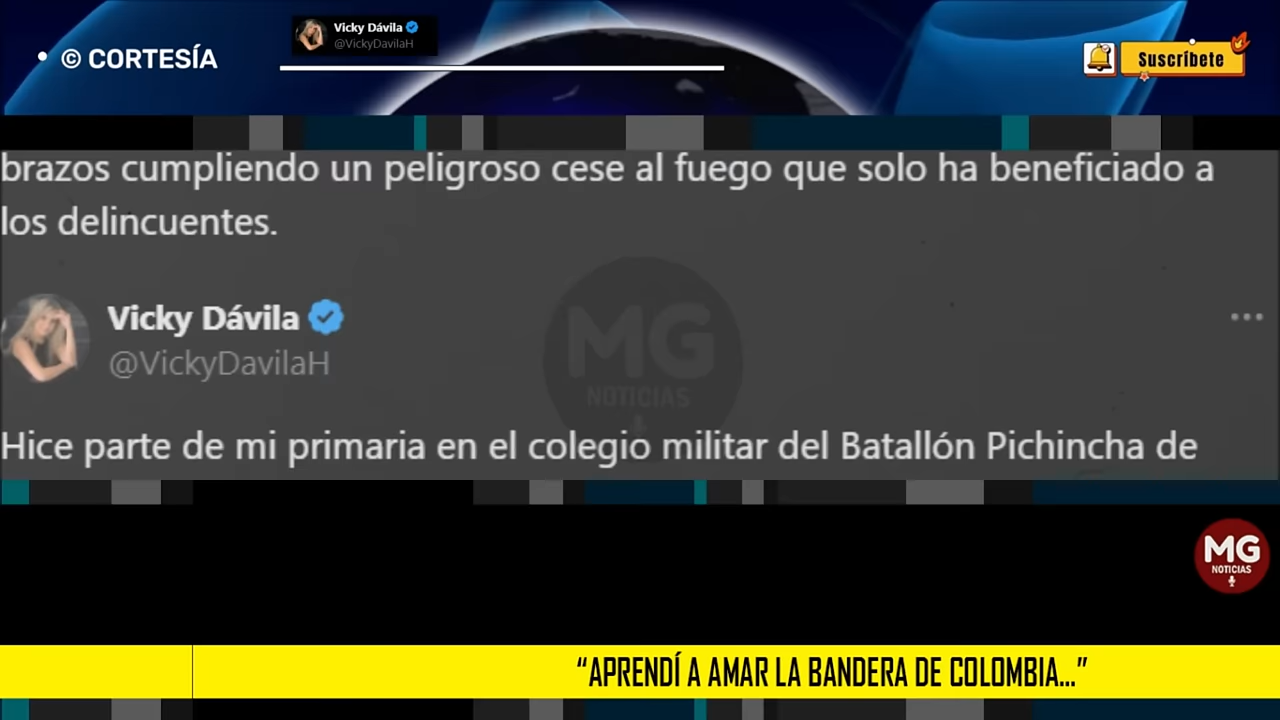 © CORTESÍA
Vicky Dávila
@VickyDavilaH
Suscríbete
brazos cumpliendo un peligroso cese al fuego que solo ha beneficiado a
los delincuentes.
Vicky Dávila
@VickyDavilaH
MG
NOTICIAS
Hice parte de mi primaria en el colegio militar del Batallón Pichincha de
MG
NOTICIAS
“APRENDÍ A AMAR LA BANDERA DE COLOMBIA...”